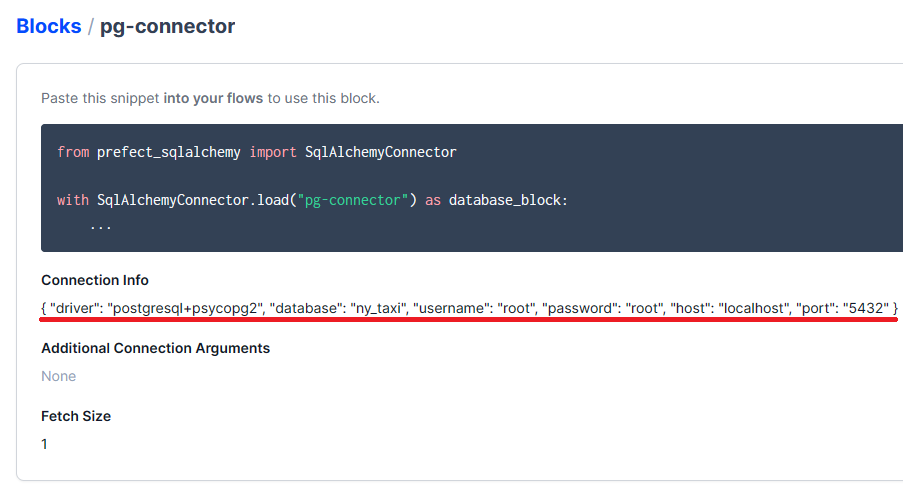 Blocks / pg-connector
Paste this snippet into your flows to use this block.
from prefect_sqlalchemy import SqlAlchemyConnector
with SqlAlchemyConnector.load("pg-connector") as database_block:
...
Connection Info
{ "driver": "postgresql+psycopg2", "database": "ny_taxi", "username": "root", "password": "root", "host": "localhost", "port": "5432" }
Additional Connection Arguments
None
Fetch Size
1